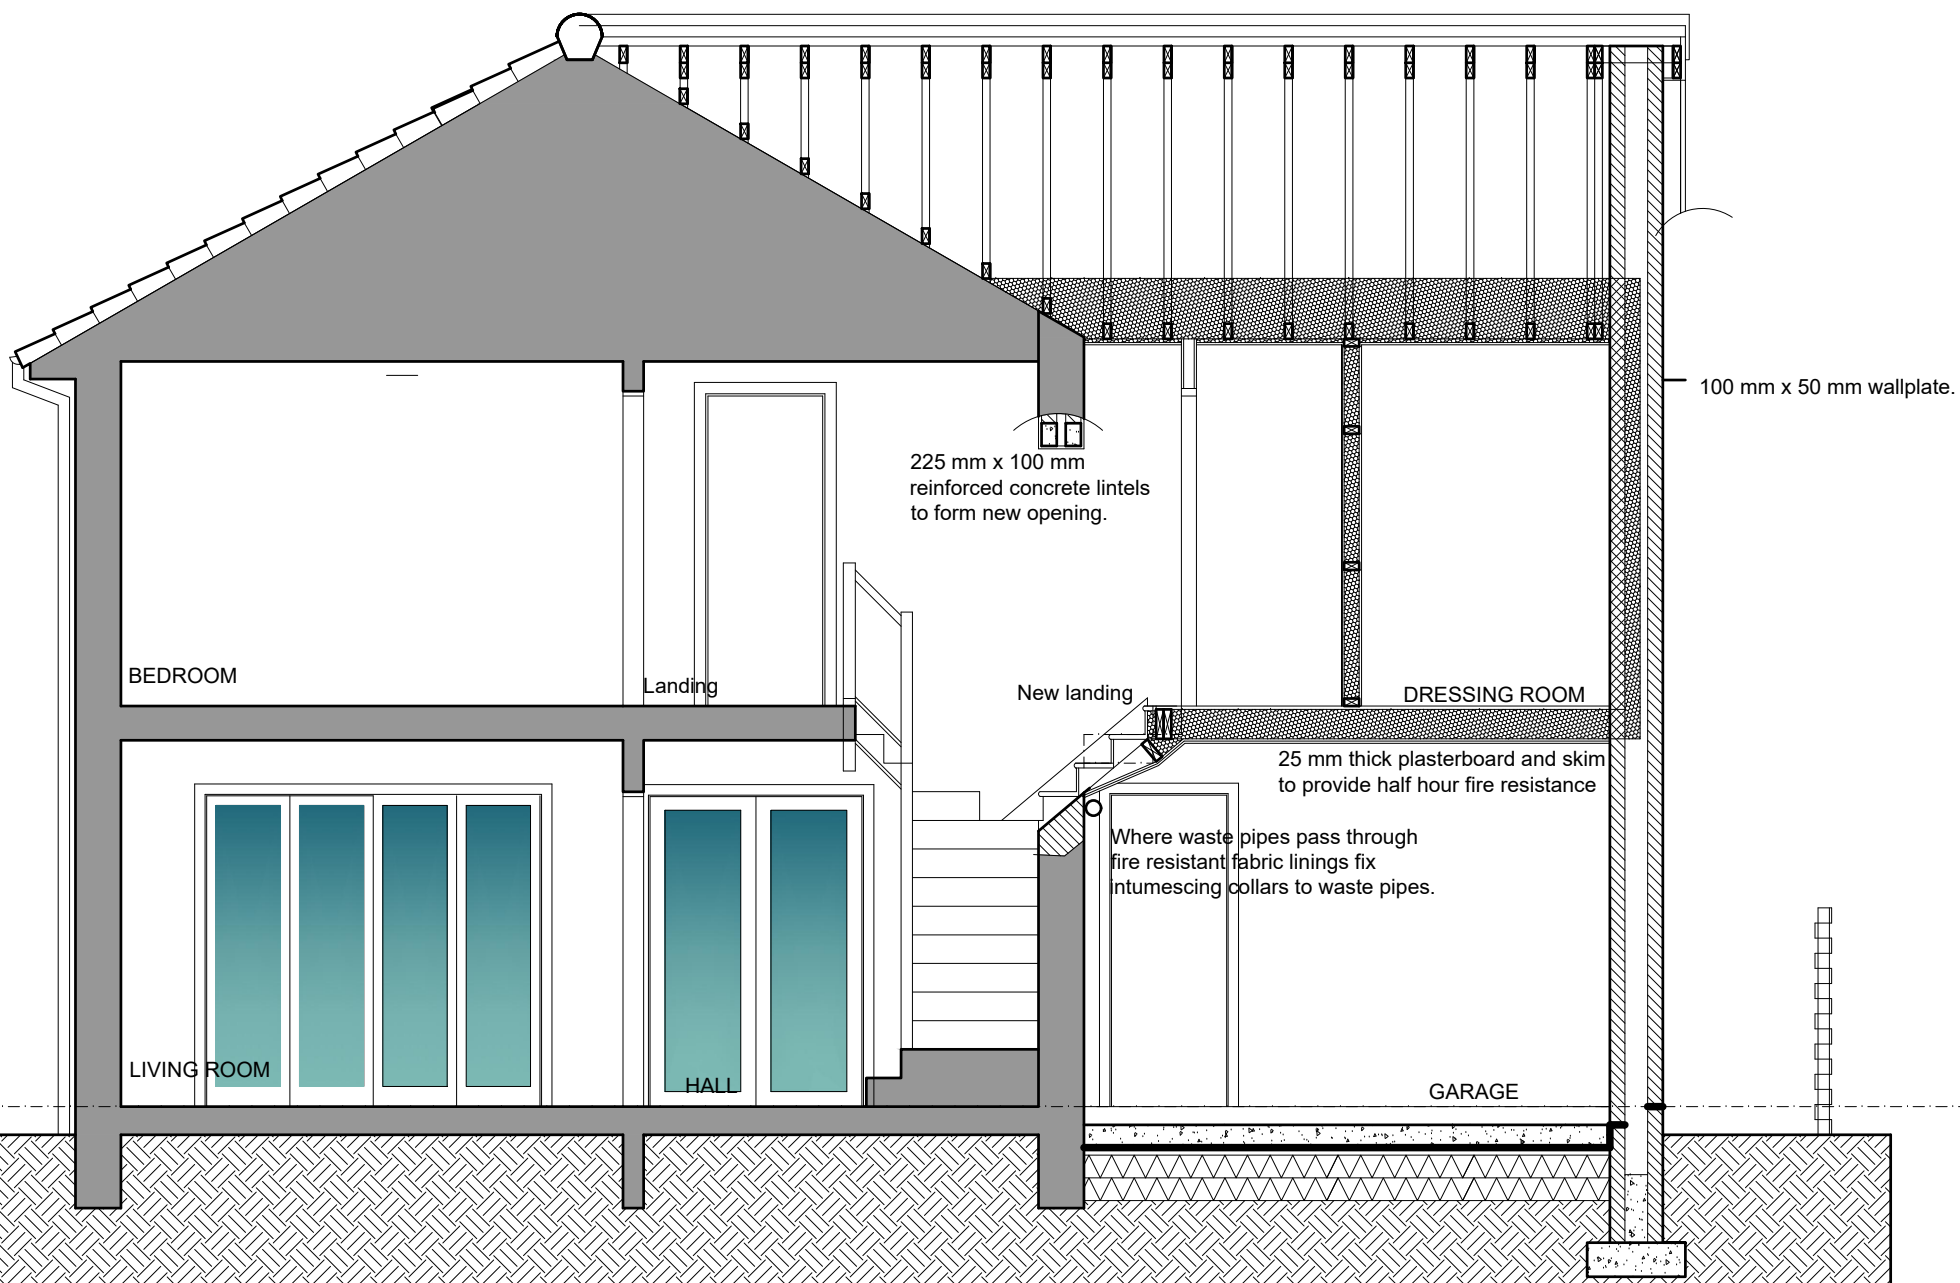 100 mm x 50 mm wallplate.
225 mm x 100 mm
reinforced concrete lintels
to form new opening.
BEDROOM
Landing
New landing
DRESSING ROOM
25 mm thick plasterboard and skim
to provide half hour fire resistance
Where waste pipes pass through
fire resistant fabric linings fix
intumescing collars to waste pipes.
LIVING ROOM
HALL
GARAGE